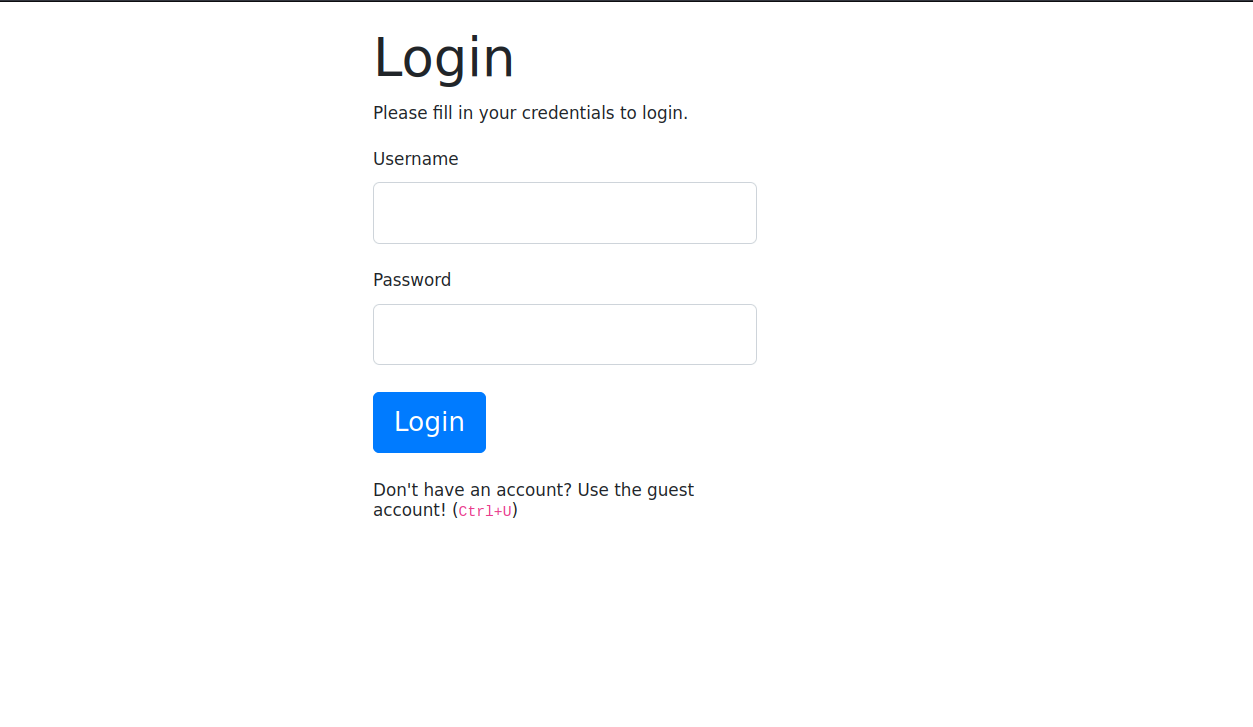 Login
Please fill in your credentials to login.
Username
Password
Login
Don't have an account? Use the guest
account! (Ctrl+U)